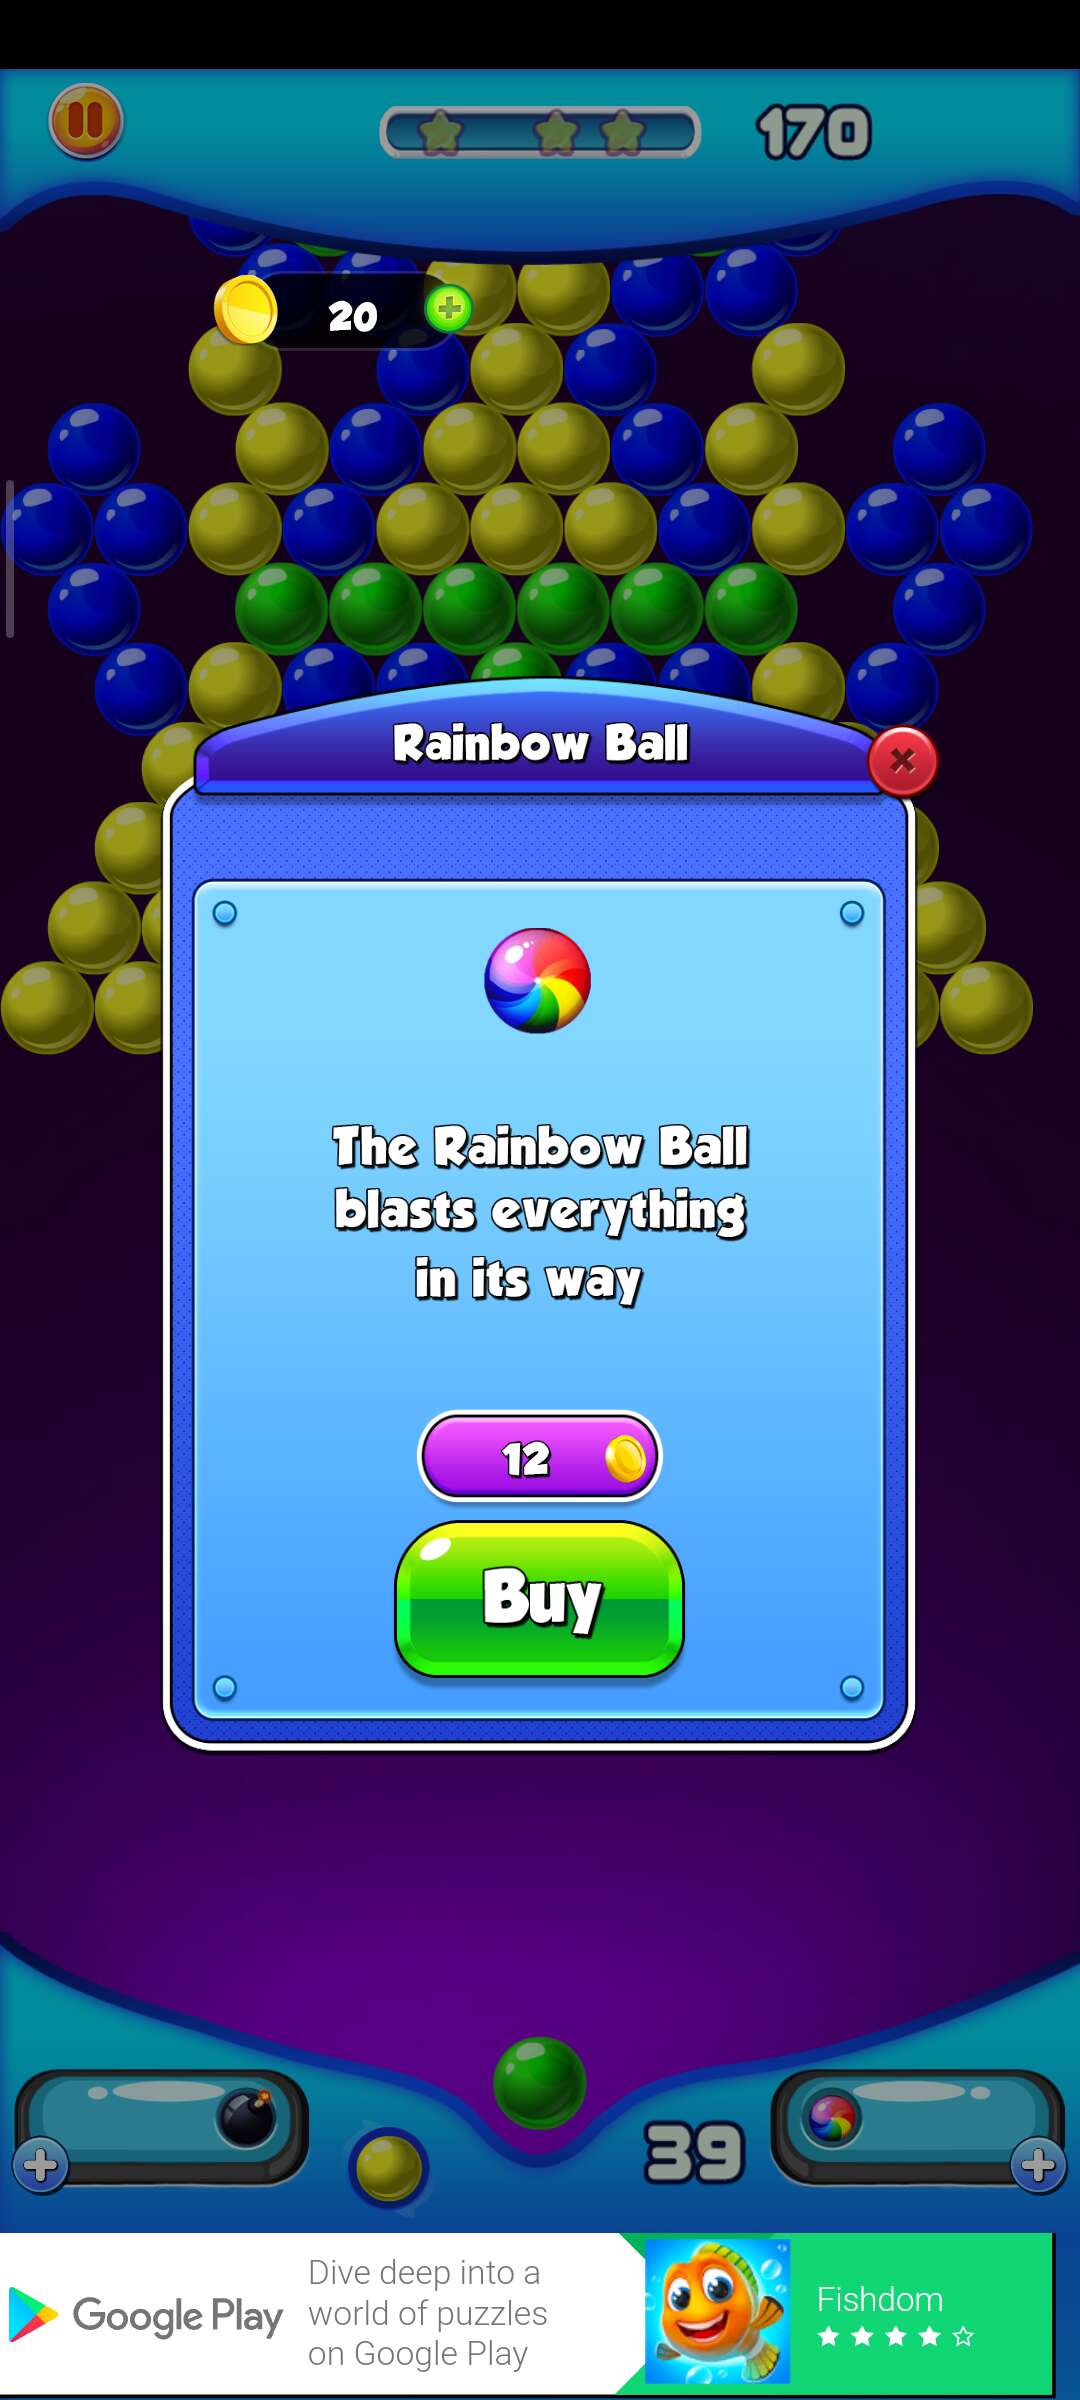 170
20
Rainbow Ball
The Rainbow Ball
blasts everything
in its way
12
Buy
39
Google Play
Dive deep into a
world of puzzles
on Google Play
Fishdom